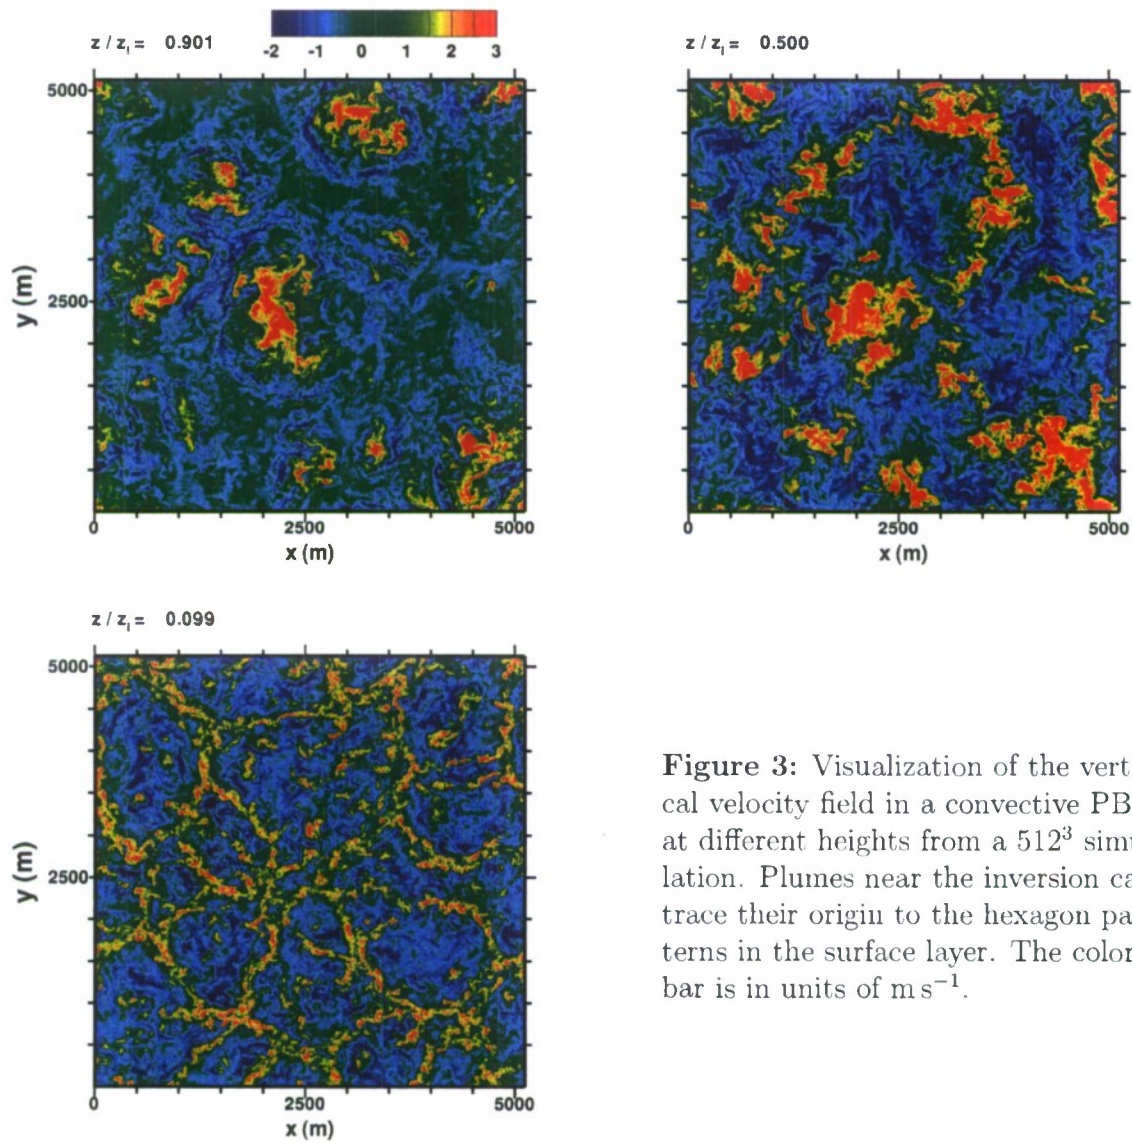 z / z_i = 0.901
-2 -1 0 1 2 3
5000
2500
y (m)
0 2500 5000
x (m)
z / z_i = 0.500
0 2500 5000
x (m)
z / z_i = 0.099
5000
2500
y (m)
0 2500 5000
x (m)
Figure 3: Visualization of the vert
cal velocity field in a convective PB
at different heights from a 512³ simu
lation. Plumes near the inversion ca
trace their origin to the hexagon pa
terns in the surface layer. The color
bar is in units of m s⁻¹.